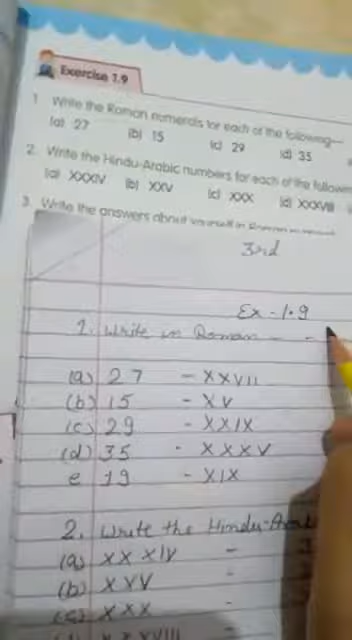 Exercise 1.9
1. Write the Roman numerals for each of the following—
(a) 27 (b) 15 (c) 29 (d) 35
2. Write the Hindu-Arabic numbers for each of the
(a) XXXIV (b) XXV (c) XXX (d) XXXVIII
3. Write the answers about yourself in Roman
3rd
Ex - 1.9
1. Write in Roman - -
(a) 27 - XXVII
(b) 15 - XV
(c) 29 - XXIX
(d) 35 - XXXV
e 19 - XIX
2. Write the Hindu-Arab
(a) XXXIV -
(b) XXV -
(c) XXX -
XXXVIII